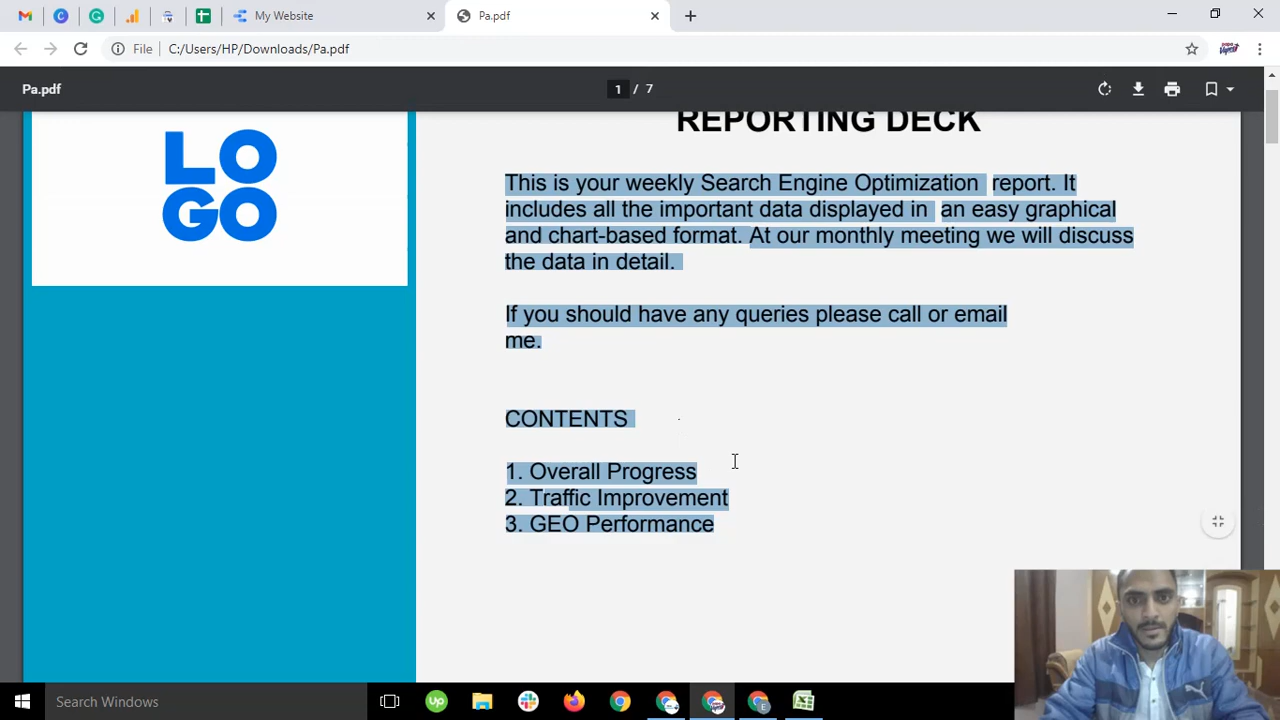 My Website
Pa.pdf
File
C:/Users/HP/Downloads/Pa.pdf
Pa.pdf
1 / 7
LO
GO
REPORTING DECK
This is your weekly Search Engine Optimization report. It
includes all the important data displayed in an easy graphical
and chart-based format. At our monthly meeting we will discuss
the data in detail.
If you should have any queries please call or email
me.
CONTENTS
1. Overall Progress
2. Traffic Improvement
3. GEO Performance
Search Windows